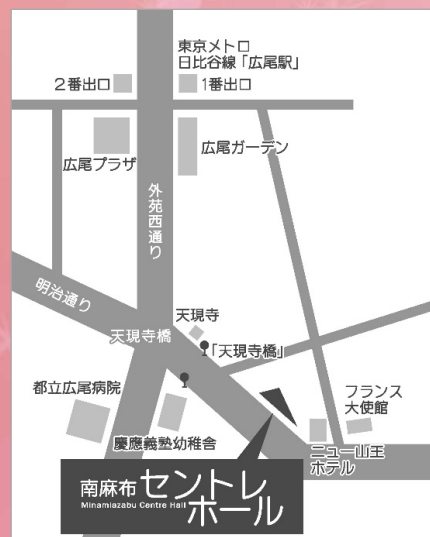 東京メトロ
日比谷線「広尾駅」
2番出口
1番出口
広尾プラザ
広尾ガーデン
外苑西通り
明治通り
天現寺
天現寺橋
「天現寺橋」
都立広尾病院
慶應義塾幼稚舎
フランス
大使館
ニュー山王
ホテル
南麻布セントレ
Minamiazabu Centre Hall
ホール